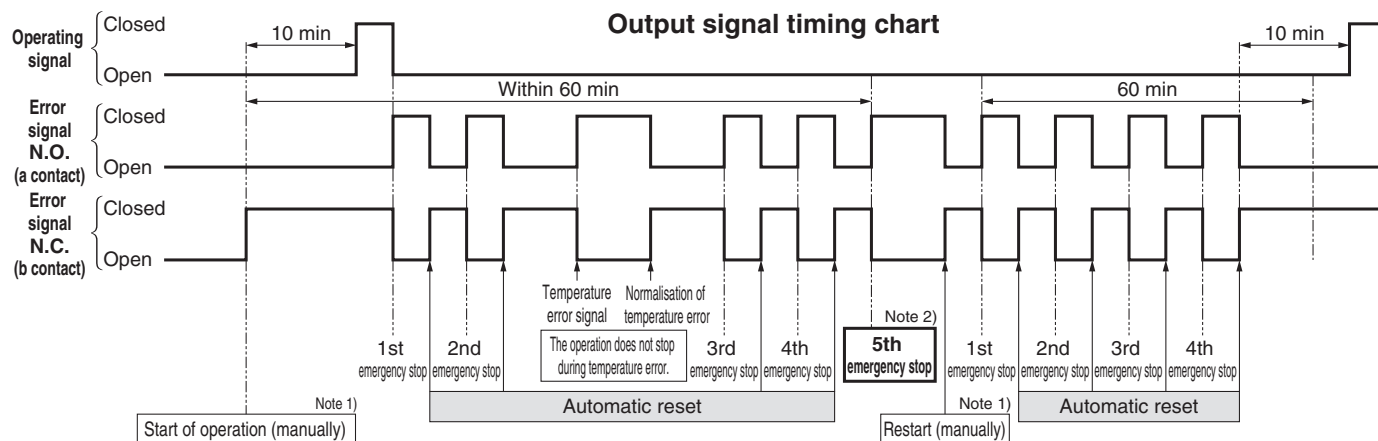 Output signal timing chart
Operating
signal
Closed
Open
10 min
10 min
Within 60 min
60 min
Error
signal
N.O.
(a contact)
Closed
Open
Error
signal
N.C.
(b contact)
Closed
Open
Temperature
error signal
Normalisation of
temperature error
The operation does not stop
during temperature error.
1st
emergency stop
2nd
emergency stop
3rd
emergency stop
4th
emergency stop
Note 2)
5th
emergency stop
1st
emergency stop
2nd
emergency stop
3rd
emergency stop
4th
emergency stop
Automatic reset
Automatic reset
Note 1)
Start of operation (manually)
Note 1)
Restart (manually)